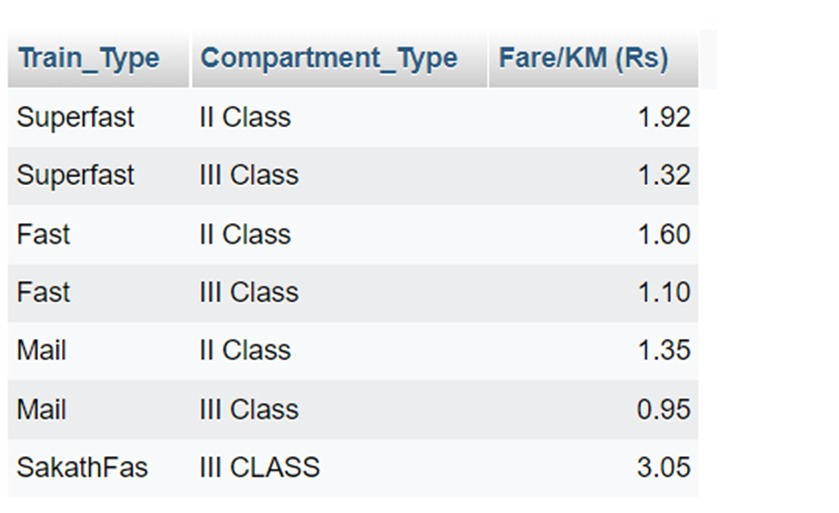 Train_Type Compartment_Type Fare/KM (Rs)
Superfast II Class 1.92
Superfast III Class 1.32
Fast II Class 1.60
Fast III Class 1.10
Mail II Class 1.35
Mail III Class 0.95
SakathFas III CLASS 3.05